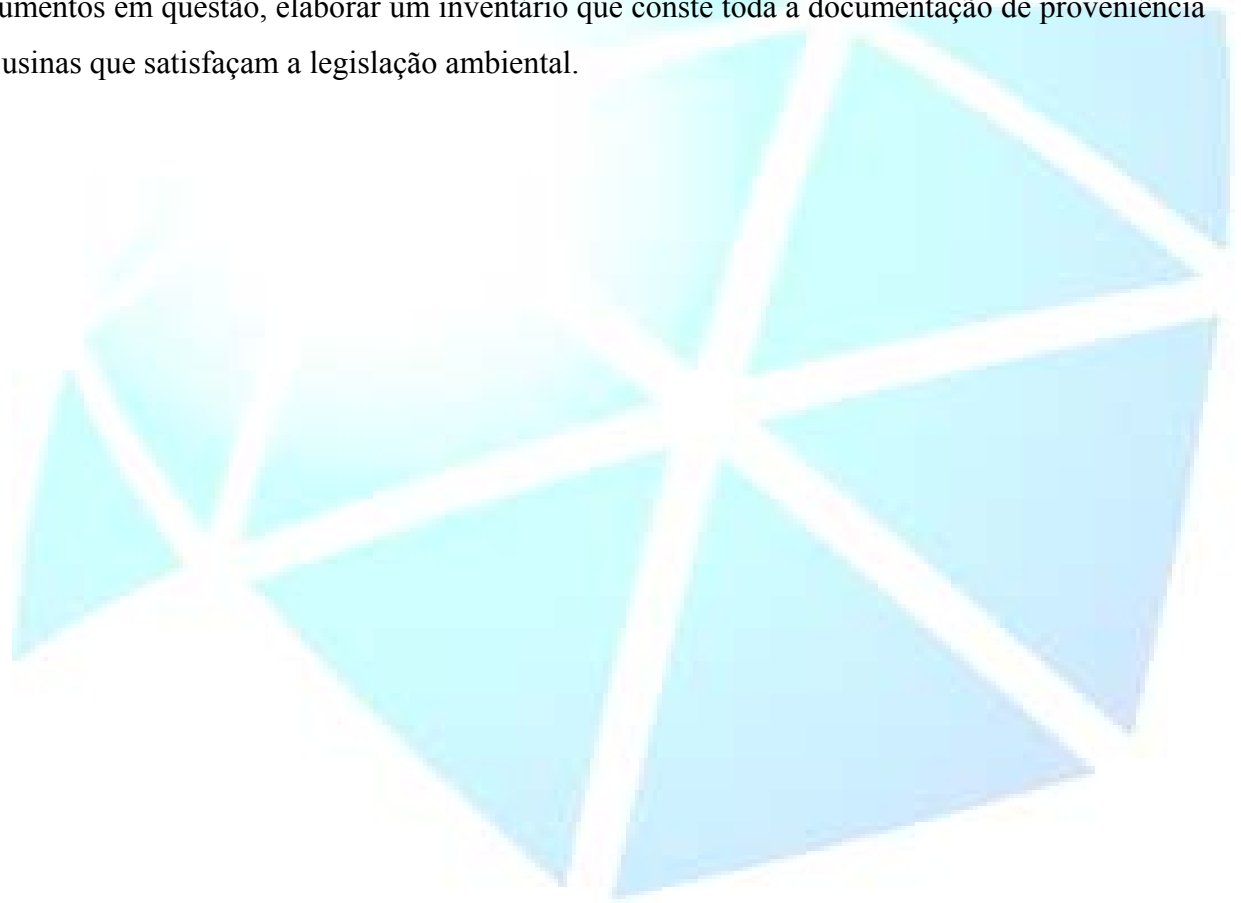 umentos em questão, elaborar um inventário que conste toda a documentação de proveniência
usinas que satisfaçam a legislação ambiental.